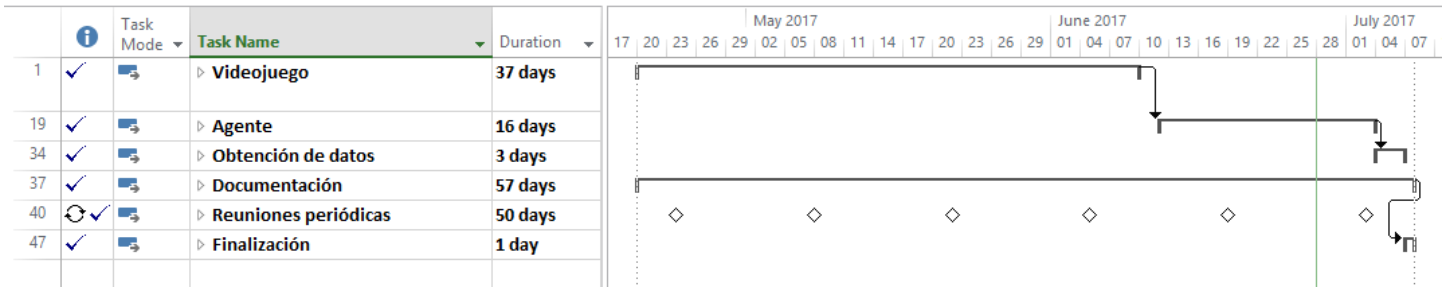 Task Mode Task Name Duration
May 2017 June 2017 July 2017
17 20 23 26 29 02 05 08 11 14 17 20 23 26 29 01 04 07 10 13 16 19 22 25 28 01 04 07
1 Videojuego 37 days
19 Agente 16 days
34 Obtención de datos 3 days
37 Documentación 57 days
40 Reuniones periódicas 50 days
47 Finalización 1 day